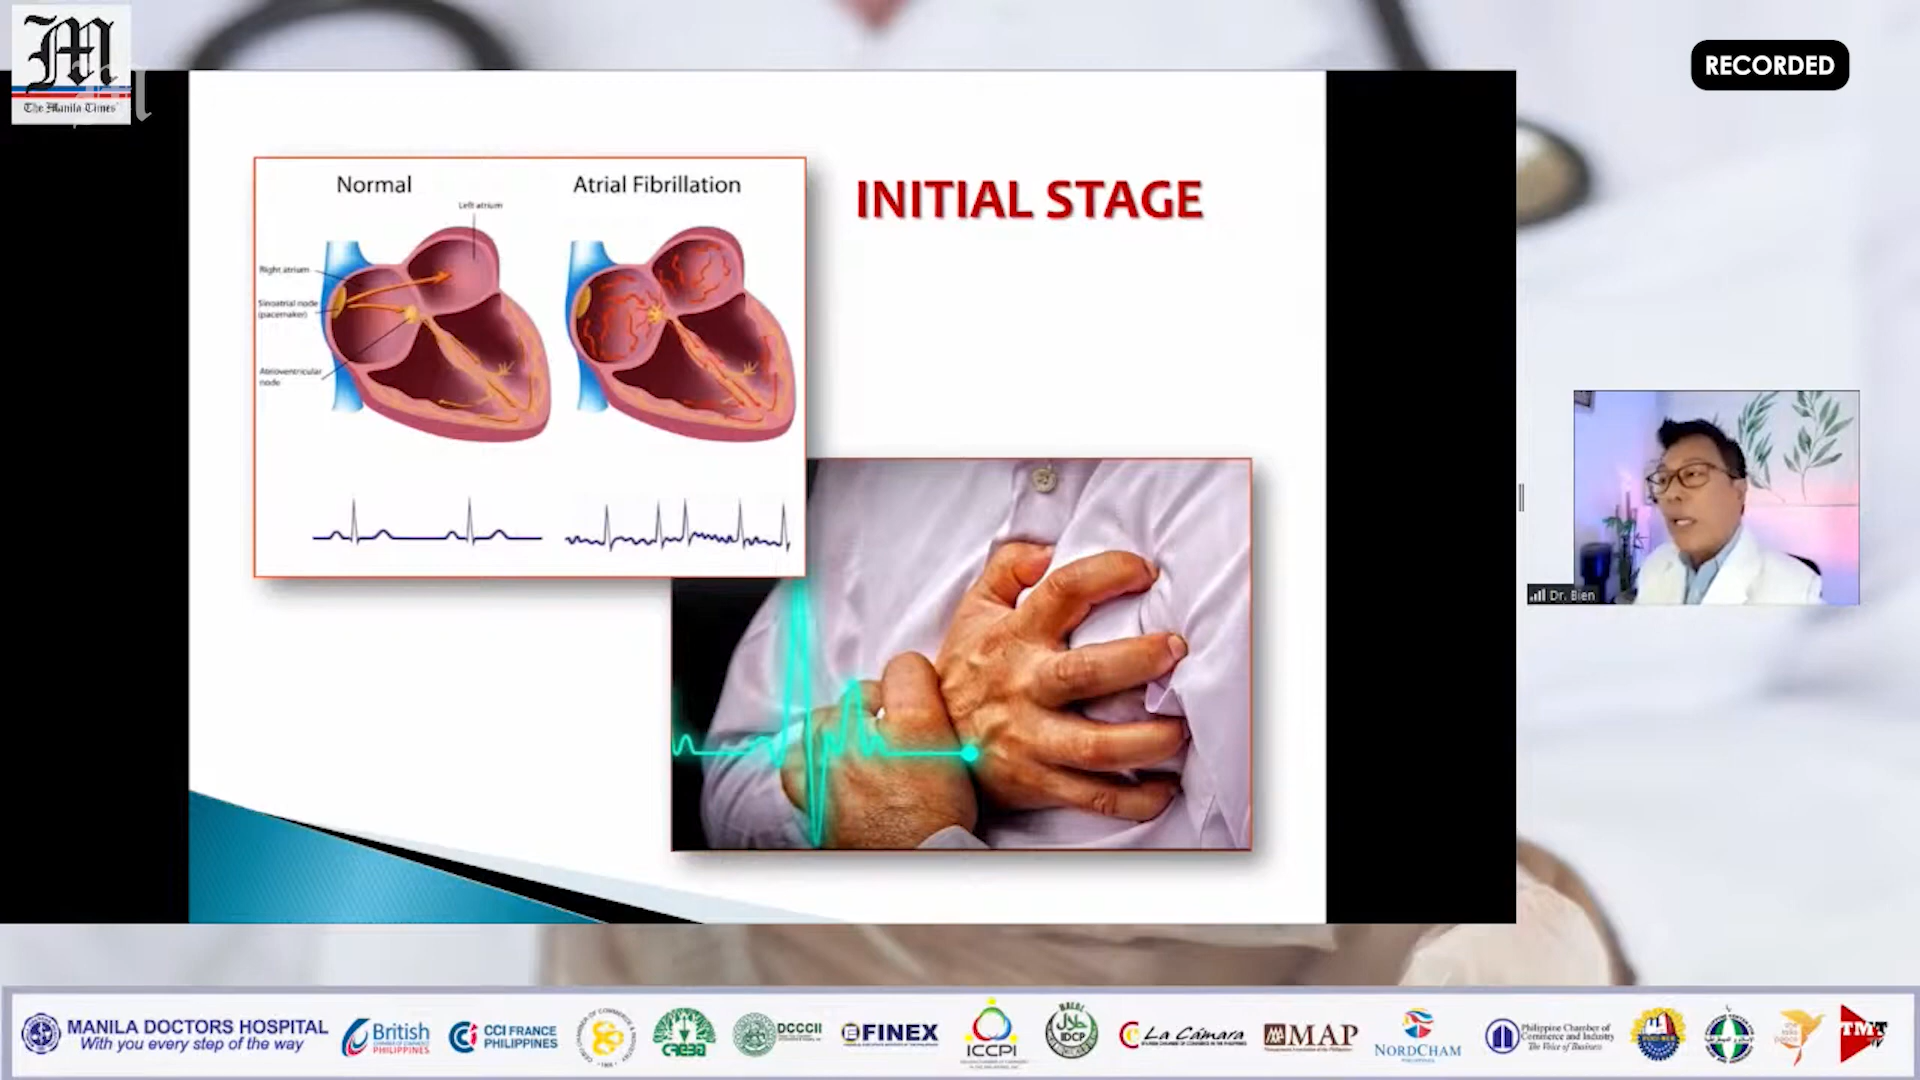 M
The Manila Times
RECORDED
Normal
Atrial Fibrillation
Left atrium
Right atrium
Sinoatrial node
(pacemaker)
Atrioventricular
node
INITIAL STAGE
Dr. Bien
MANILA DOCTORS HOSPITAL
With you every step of the way
British
PHILIPPINES
CCI FRANCE
PHILIPPINES
DCCCII
FINEX
ICCPI
HALAL
IDCP
La Cámara
MAP
NORDCHAM
Philippine Chamber of
Commerce and Industry
The Voice of Business
TMT
TV